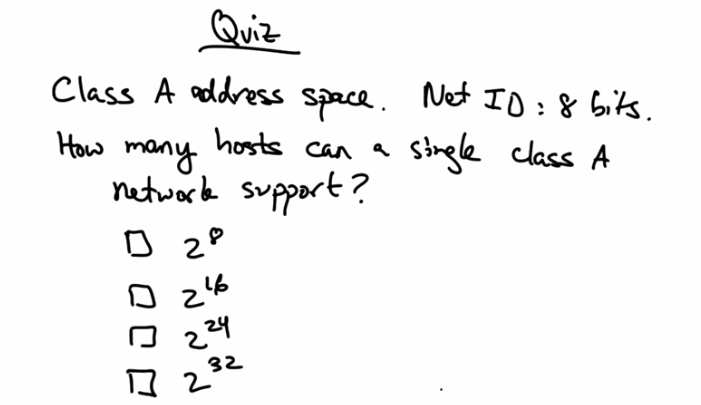 Quiz
Class A address space. Net ID: 8 bits.
How many hosts can a single class A
network support?
□ 2^8
□ 2^16
□ 2^24
□ 2^32